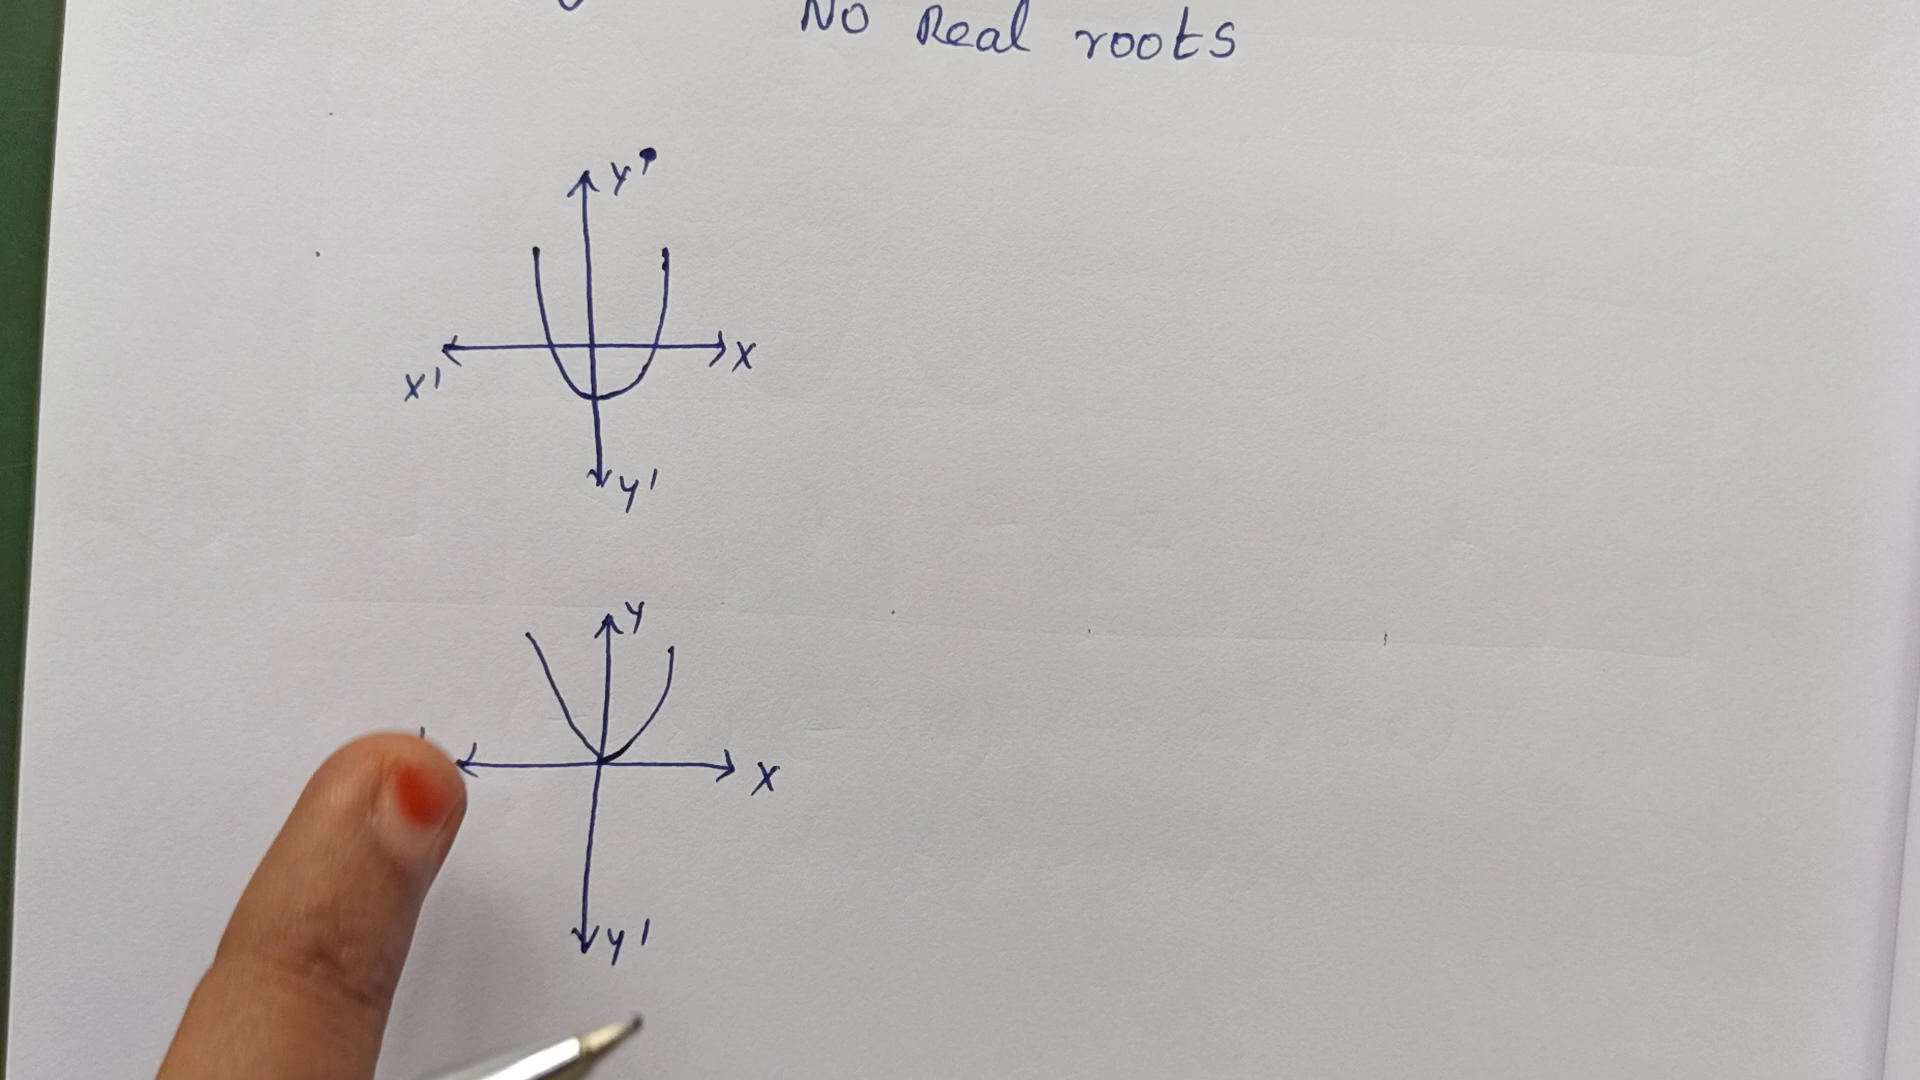 No Real roots
y
x
x'
y'
y
x
y'